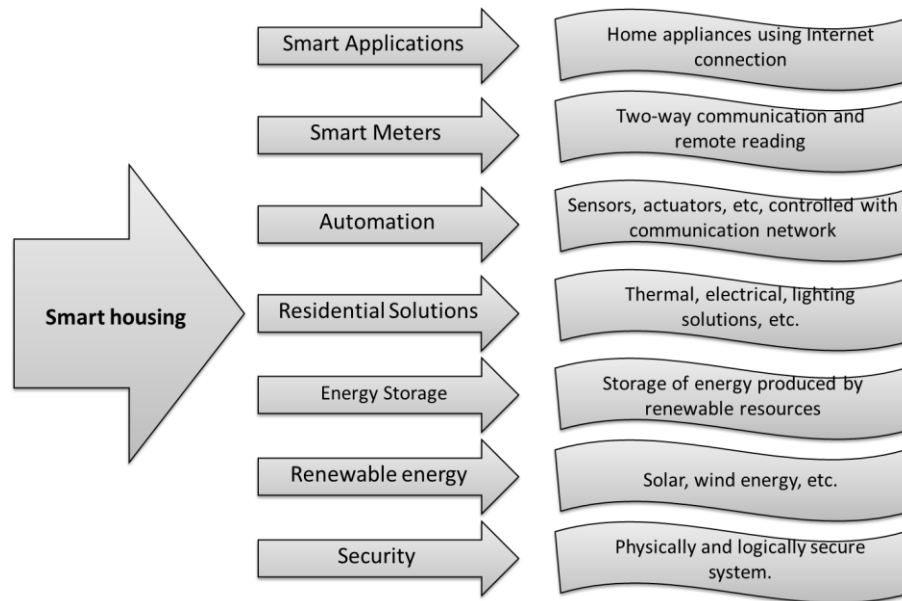 Smart housing
Smart Applications
Home appliances using Internet
connection
Smart Meters
Two-way communication and
remote reading
Automation
Sensors, actuators, etc, controlled with
communication network
Residential Solutions
Thermal, electrical, lighting
solutions, etc.
Energy Storage
Storage of energy produced by
renewable resources
Renewable energy
Solar, wind energy, etc.
Security
Physically and logically secure
system.